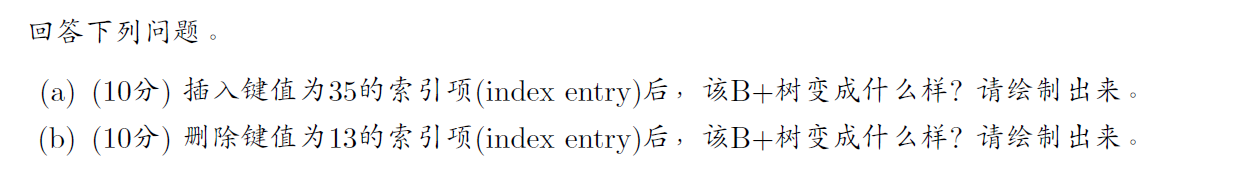 回答下列问题。
(a) (10分) 插入键值为35的索引项(index entry)后，该B+树变成什么样? 请绘制出来。
(b) (10分) 删除键值为13的索引项(index entry)后，该B+树变成什么样? 请绘制出来。